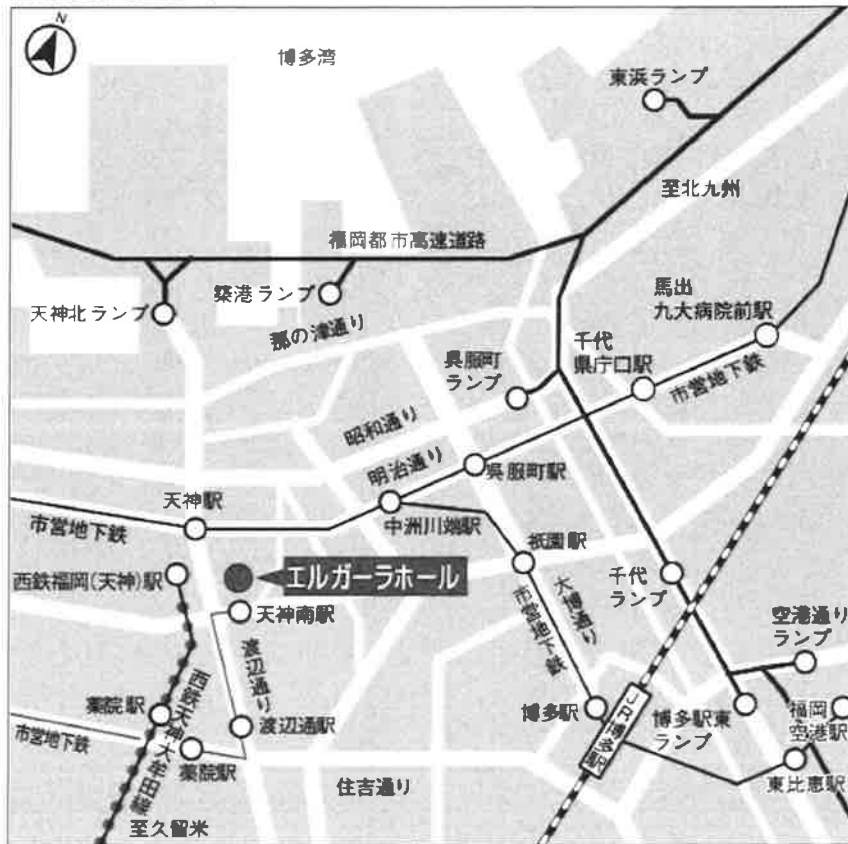 N
博多湾
東浜ランプ
至北九州
福岡都市高速道路
天神北ランプ
築港ランプ
那の津通り
馬出
九大病院前駅
千代
県庁口駅
呉服町
ランプ
市営地下鉄
昭和通り
明治通り
呉服町駅
天神駅
市営地下鉄
中洲川端駅
祇園駅
西鉄福岡(天神)駅
エルガーラホール
天神南駅
千代
ランプ
大博通り
市営地下鉄
空港通り
ランプ
渡辺通り
薬院駅
西鉄天神大牟田線
渡辺通駅
博多駅
JR博多駅
博多駅東
ランプ
福岡
空港駅
市営地下鉄
薬院駅
住吉通り
東比恵駅
至久留米